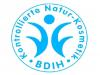 Kontrollierte Natur-Kosmetik
· BDIH ·